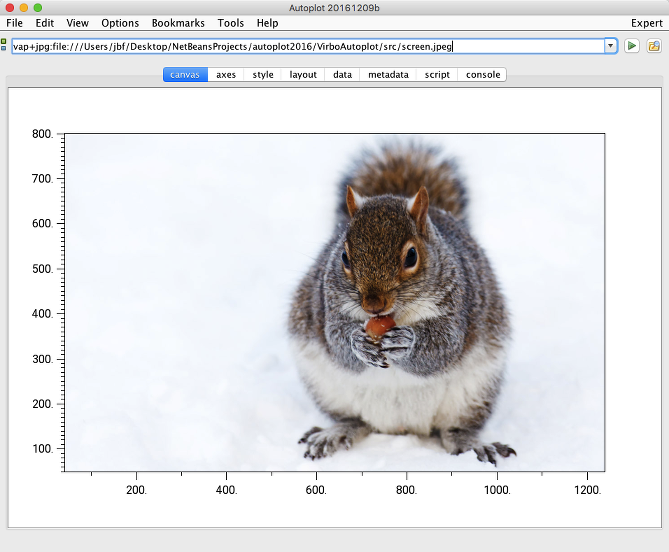 Autoplot 20161209b
File Edit View Options Bookmarks Tools Help Expert
vap+jpg:file:///Users/jbf/Desktop/NetBeansProjects/autoplot2016/VirboAutoplot/src/screen.jpeg
canvas axes style layout data metadata script console
800.
700.
600.
500.
400.
300.
200.
100.
200. 400. 600. 800. 1000. 1200.